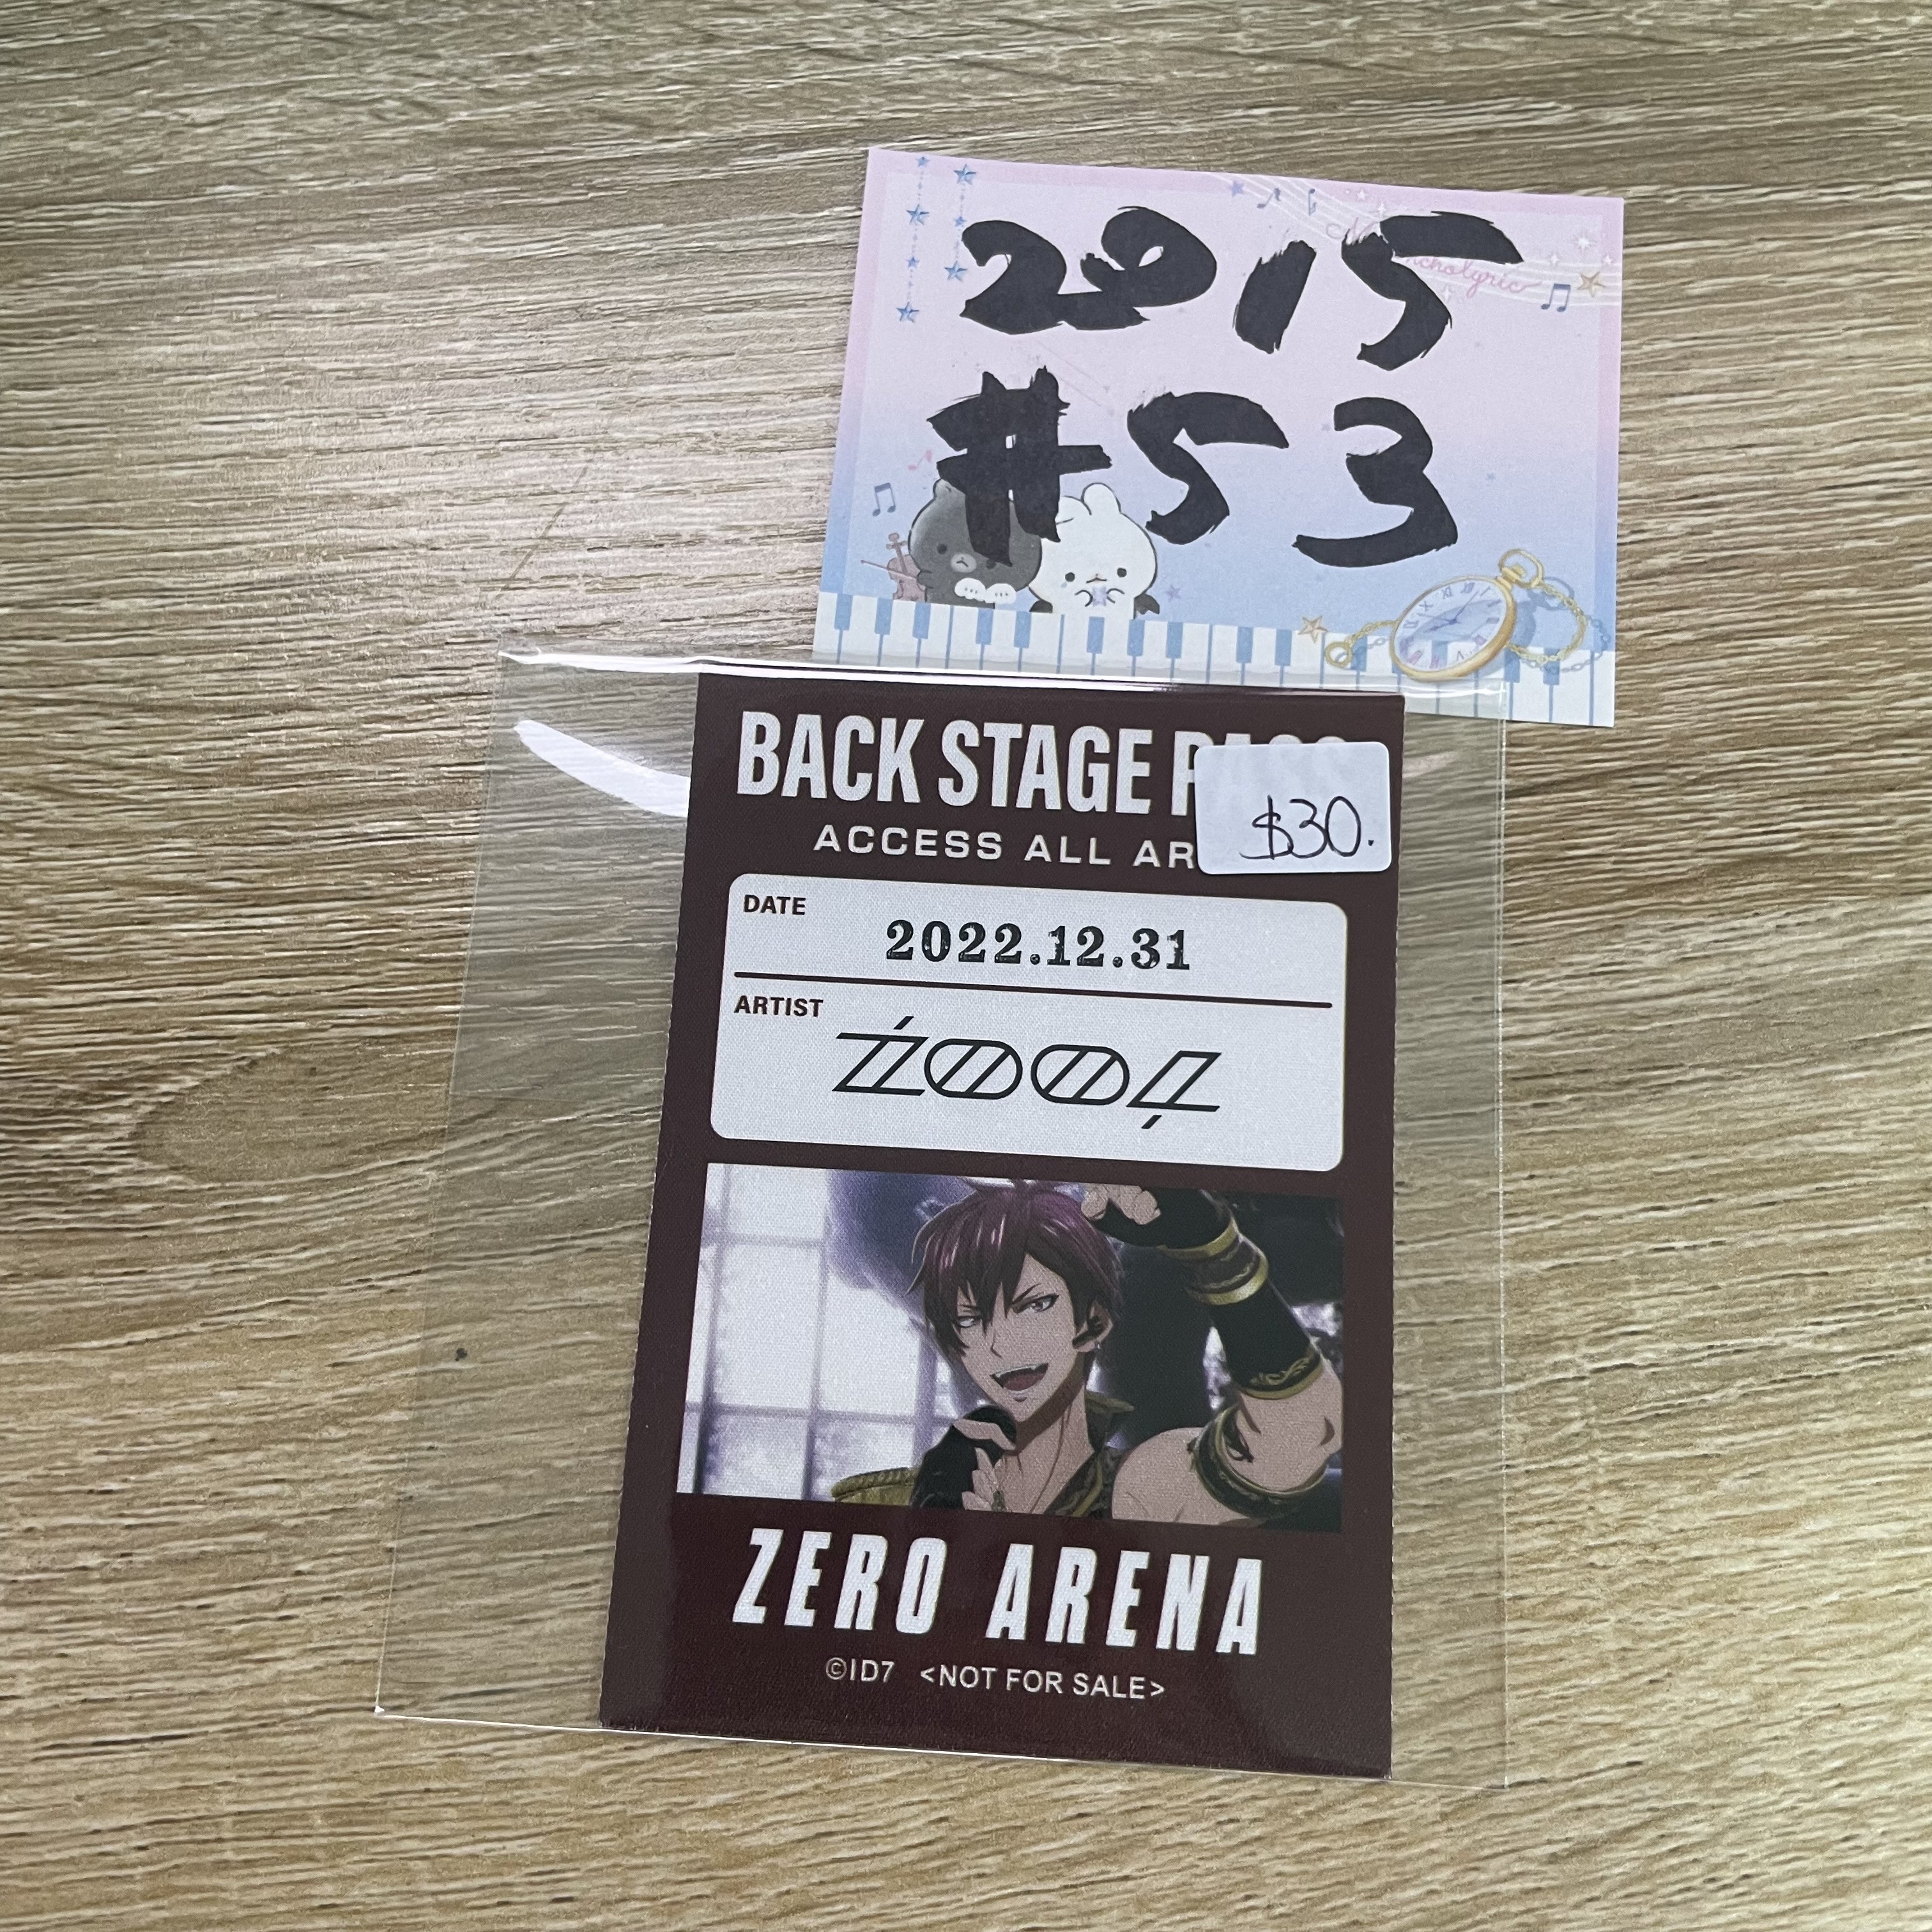 2015
#53
BACK STAGE PASS
$30.
ACCESS ALL AR
DATE
2022.12.31
ARTIST
ŹOOĻ
ZERO ARENA
©ID7 <NOT FOR SALE>